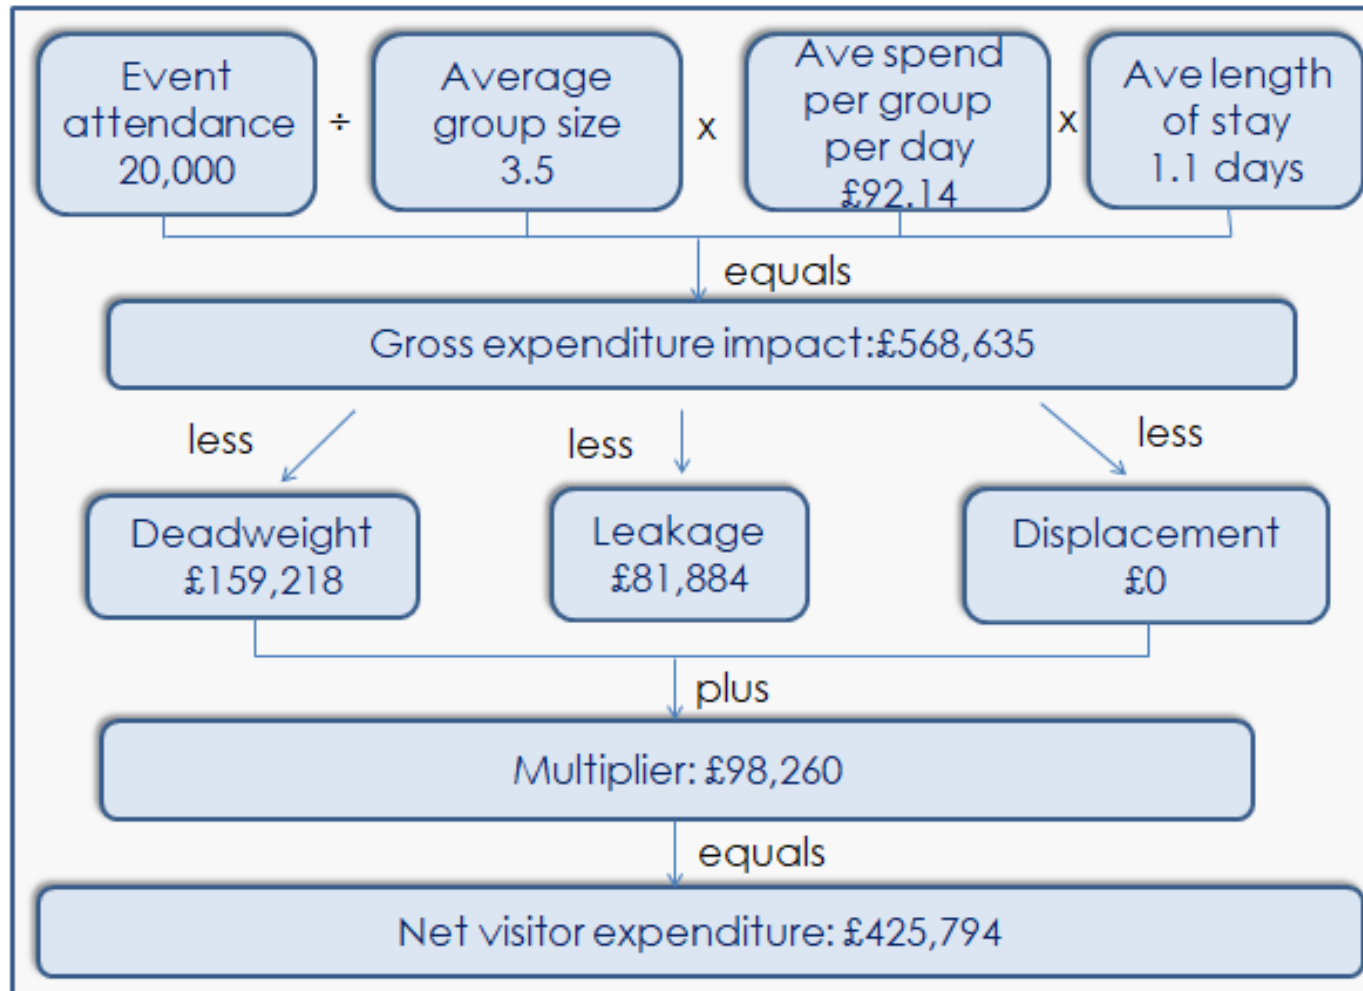 Event
attendance
20,000
÷
Average
group size
3.5
x
Ave spend
per group
per day
£92.14
x
Ave length
of stay
1.1 days
equals
Gross expenditure impact:£568,635
less
less
less
Deadweight
£159,218
Leakage
£81,884
Displacement
£0
plus
Multiplier: £98,260
equals
Net visitor expenditure: £425,794